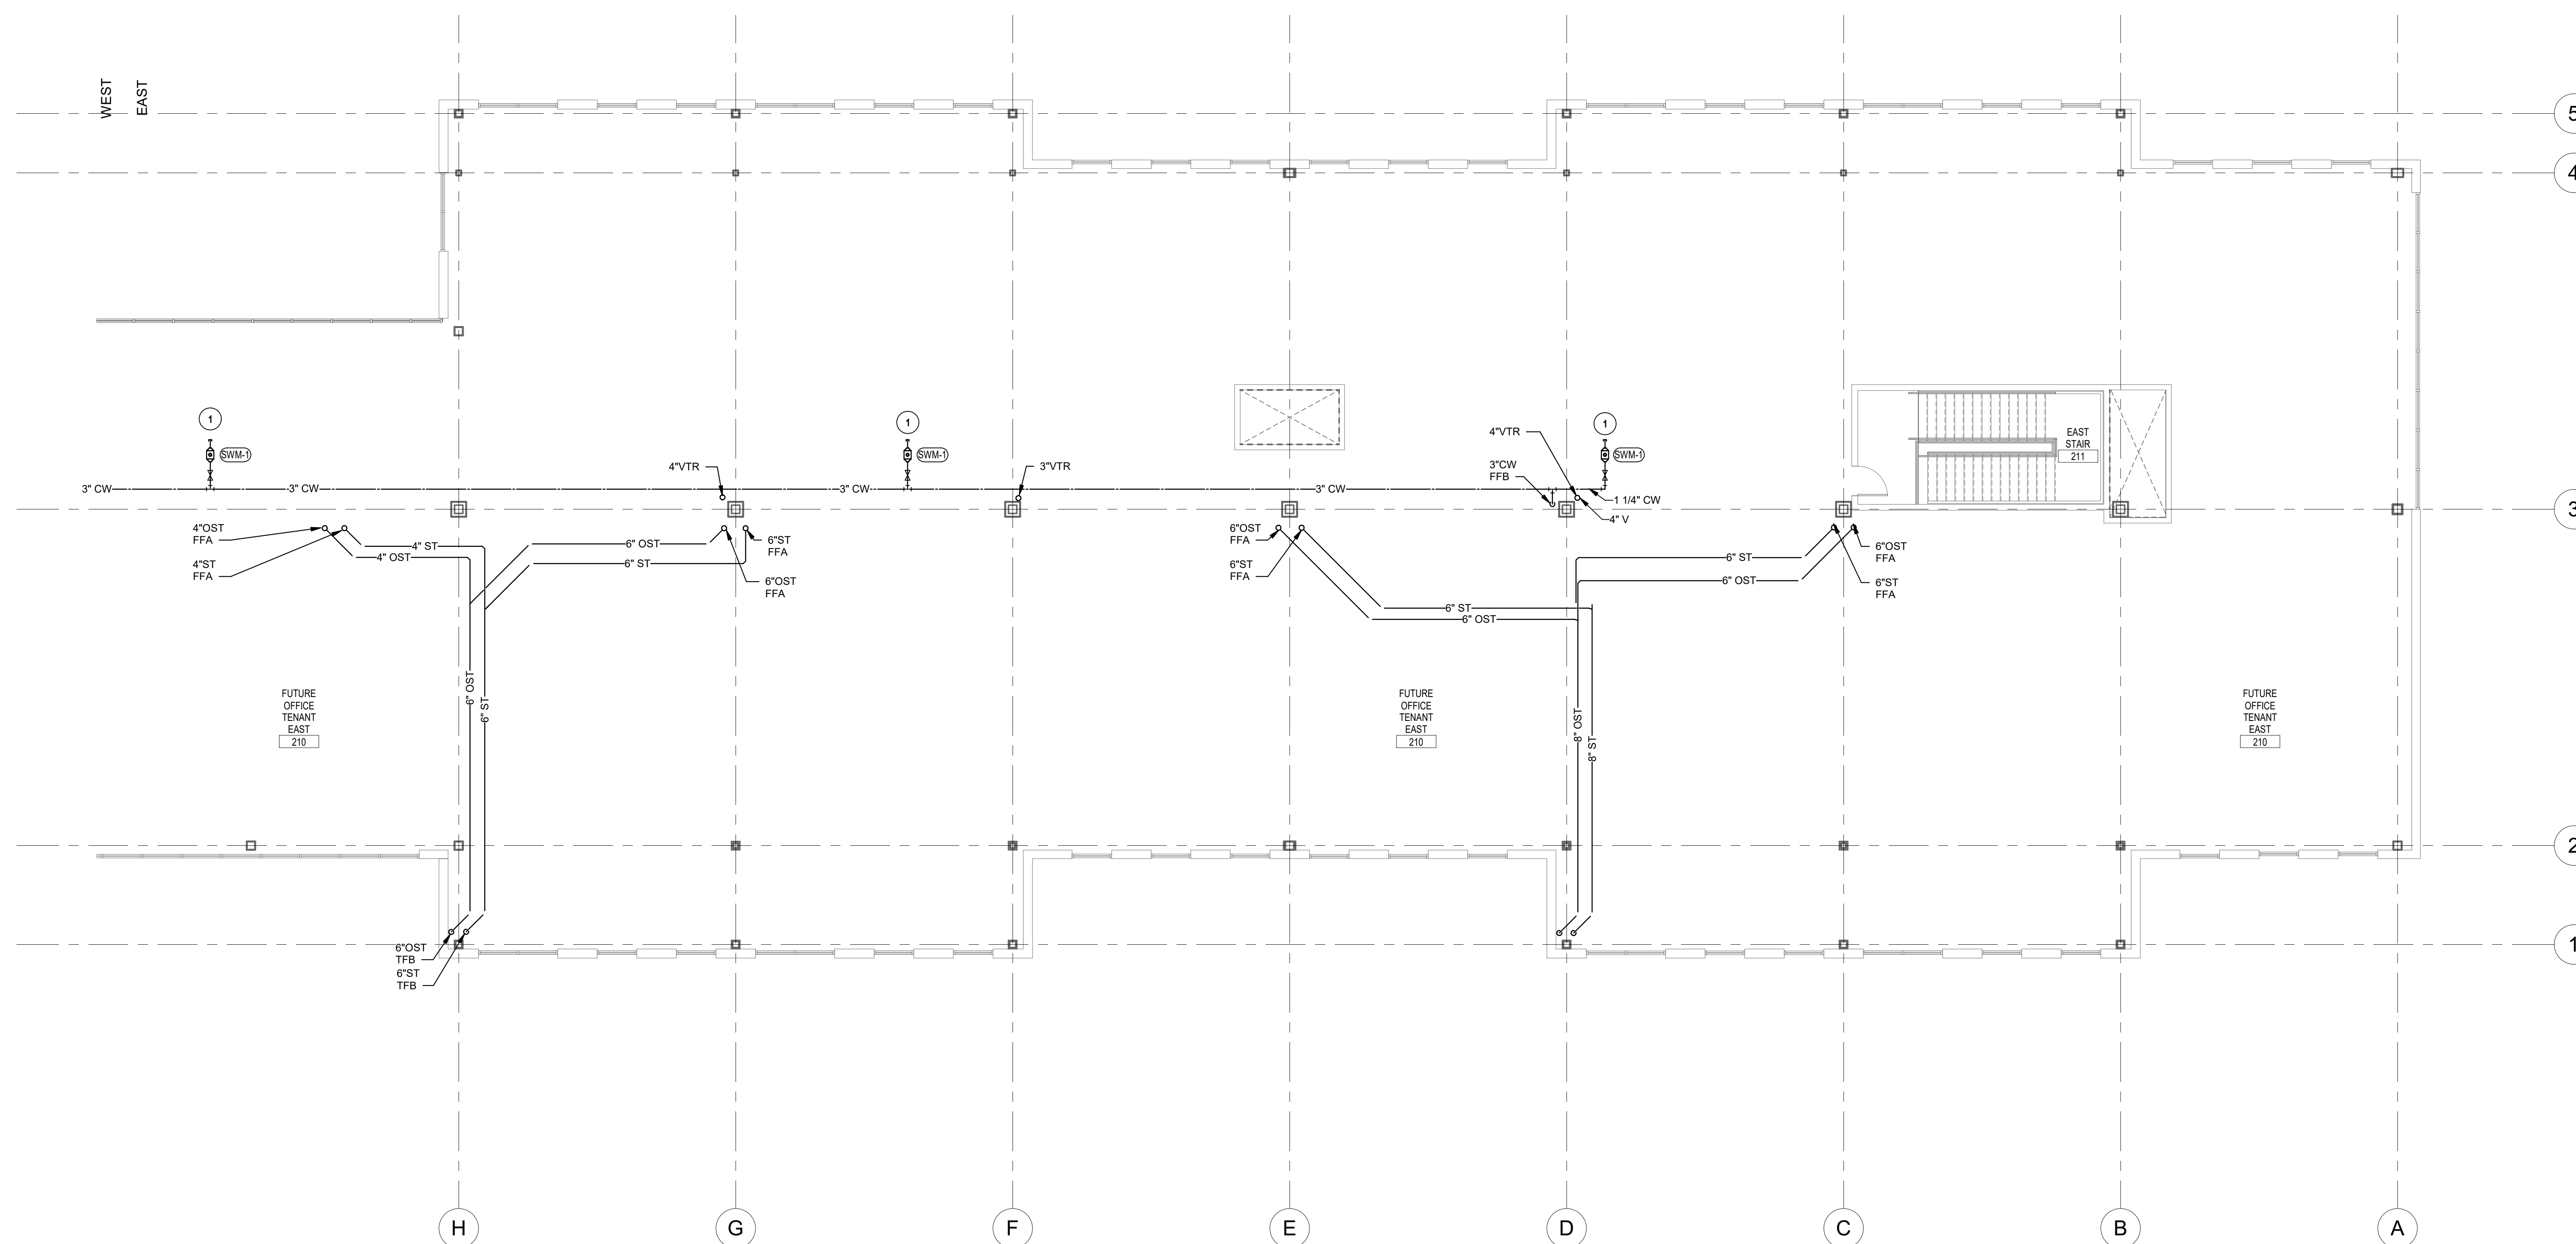 WEST
EAST
5
4
1
SWM-1
1
SWM-1
1
SWM-1
4"VTR
3"VTR
4"VTR
3"CW
FFB
EAST
STAIR
211
3" CW
3" CW
3" CW
3" CW
1 1/4" CW
4" V
3
4"OST
FFA
4"ST
FFA
4" ST
4" OST
6" OST
6" ST
6"ST
FFA
6"OST
FFA
6"OST
FFA
6"ST
FFA
6" ST
6" OST
6" ST
6" OST
6"OST
FFA
6"ST
FFA
6" OST
6" ST
8" OST
8" ST
FUTURE
OFFICE
TENANT
EAST
210
FUTURE
OFFICE
TENANT
EAST
210
FUTURE
OFFICE
TENANT
EAST
210
2
6"OST
TFB
6"ST
TFB
1
H
G
F
E
D
C
B
A